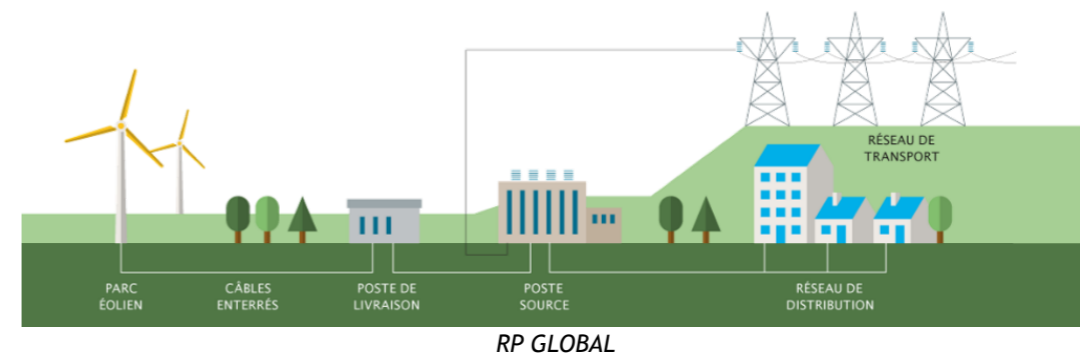 RÉSEAU DE
TRANSPORT
PARC
ÉOLIEN
CÂBLES
ENTERRÉS
POSTE DE
LIVRAISON
POSTE
SOURCE
RÉSEAU DE
DISTRIBUTION
RP GLOBAL